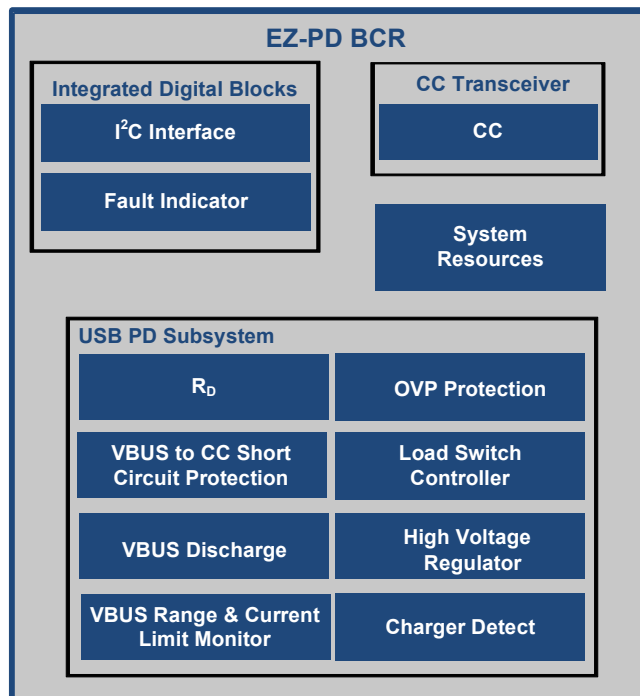 EZ-PD BCR
Integrated Digital Blocks
I²C Interface
Fault Indicator
CC Transceiver
CC
System
Resources
USB PD Subsystem
R_D
OVP Protection
VBUS to CC Short
Circuit Protection
Load Switch
Controller
VBUS Discharge
High Voltage
Regulator
VBUS Range & Current
Limit Monitor
Charger Detect